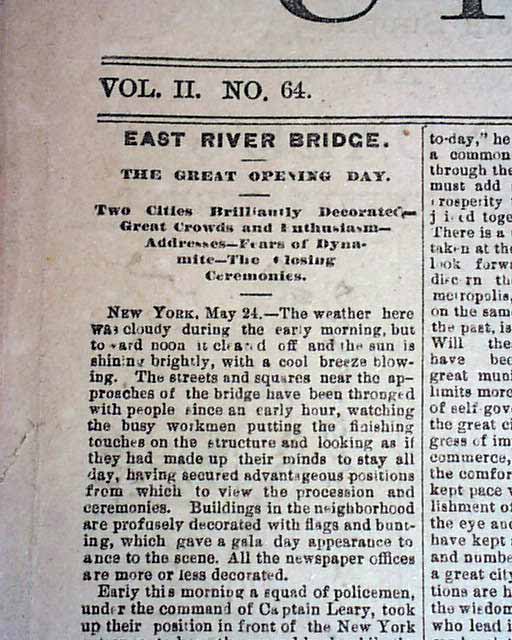 VOL. II. NO. 64.
EAST RIVER BRIDGE.
THE GREAT OPENING DAY.
Two Cities Brilliantly Decorated—
Great Crowds and Enthusiasm—
Addresses—Fears of Dyna-
mite—The Closing
Ceremonies.
NEW YORK, May 24.—The weather here
was cloudy during the early morning, but
toward noon it cleared off and the sun is
shining brightly, with a cool breeze blow-
ing. The streets and squares near the ap-
proaches of the bridge have been thronged
with people since an early hour, watching
the busy workmen putting the finishing
touches on the structure and looking as if
they had made up their minds to stay all
day, having secured advantageous positions
from which to view the procession and
ceremonies. Buildings in the neighborhood
are profusely decorated with flags and bunt-
ing, which gave a gala day appearance to
ance to the scene. All the newspaper offices
are more or less decorated.
Early this morning a squad of policemen,
under the command of Captain Leary, took
up their position in front of the New York
to-day," he
a common
through the
must add
prosperity
joined toge
There is a
taken at the
look forw
discern th
metropolis,
on the sam
the past, is
Will thes
have bee
great muni
limits more
of self-gov
the great ci
gress of im
commerce,
the comfor
kept pace v
lishment of
the eye and
have kept
and numbe
a great city
tions are h
the wisdom
who lead i